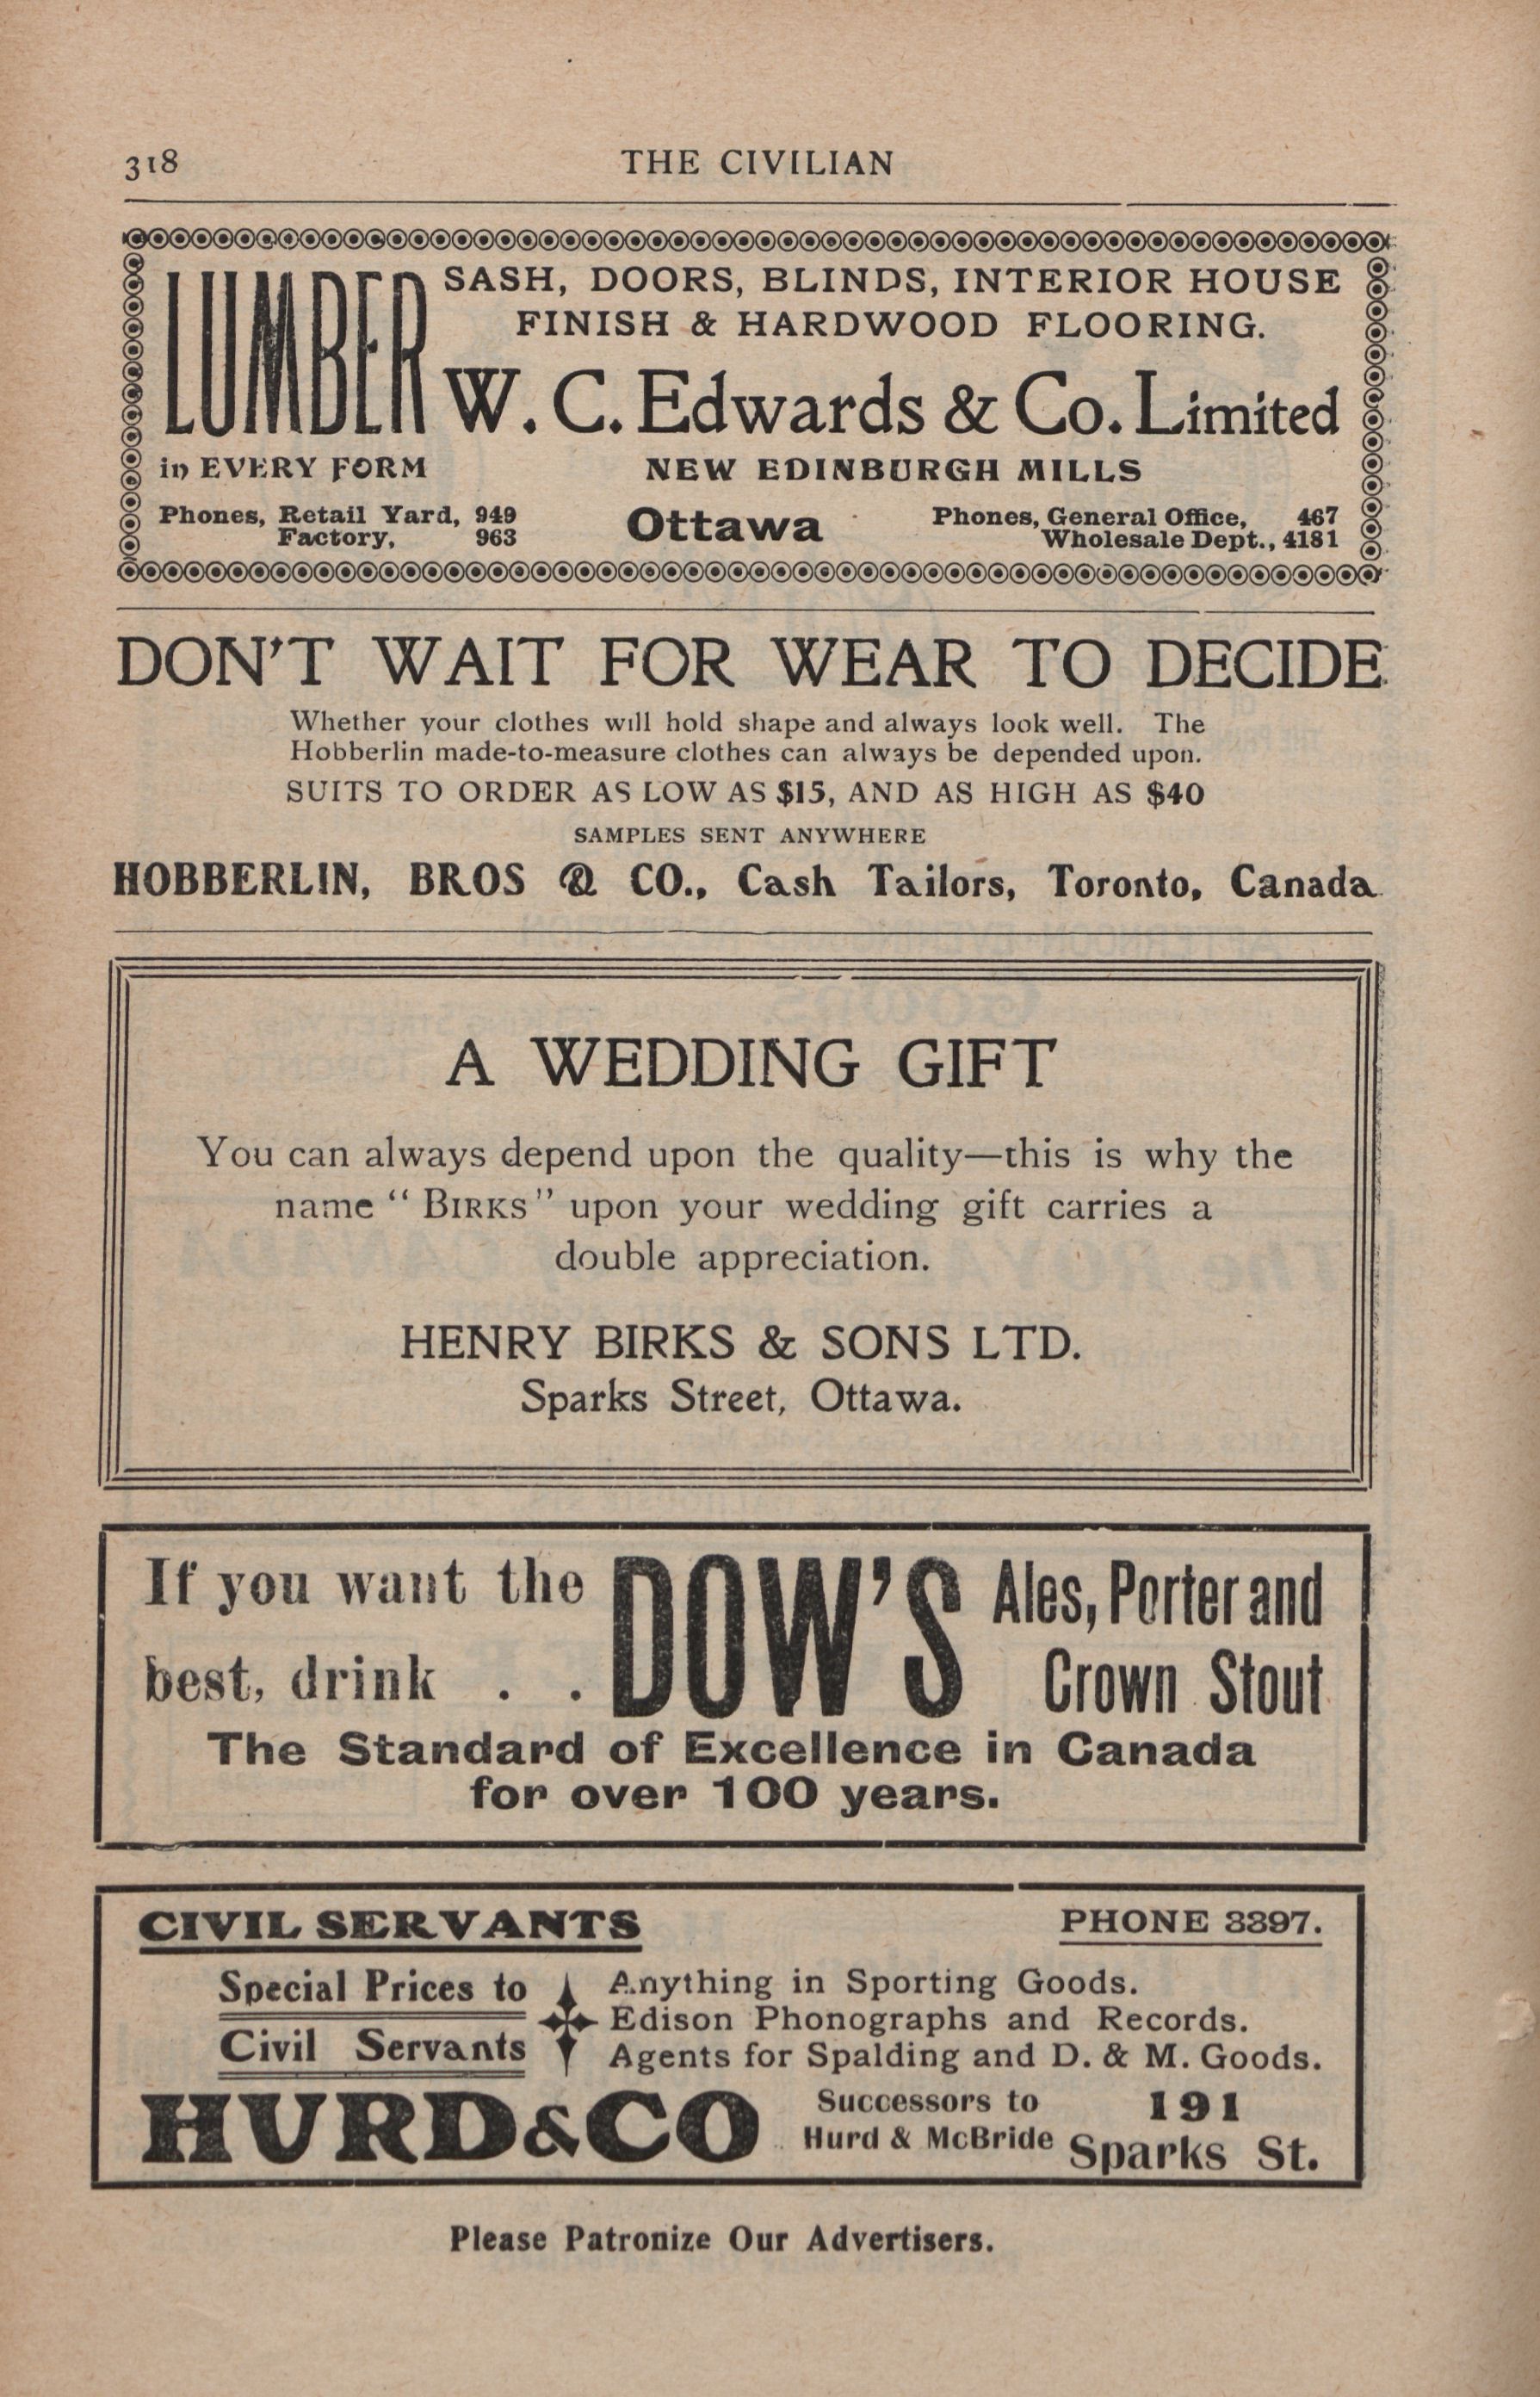 318 THE CIVILIAN
LUMBER
in EVERY FORM
SASH, DOORS, BLINDS, INTERIOR HOUSE
FINISH & HARDWOOD FLOORING.
W. C. Edwards & Co. Limited
NEW EDINBURGH MILLS
Phones, Retail Yard, 949
Factory, 963
Ottawa
Phones, General Office, 467
Wholesale Dept., 4181
DON'T WAIT FOR WEAR TO DECIDE
Whether your clothes will hold shape and always look well. The
Hobberlin made-to-measure clothes can always be depended upon.
SUITS TO ORDER AS LOW AS $15, AND AS HIGH AS $40
SAMPLES SENT ANYWHERE
HOBBERLIN, BROS & CO., Cash Tailors, Toronto, Canada
A WEDDING GIFT
You can always depend upon the quality—this is why the
name "BIRKS" upon your wedding gift carries a
double appreciation.
HENRY BIRKS & SONS LTD.
Sparks Street, Ottawa.
If you want the
best, drink . .
DOW'S
Ales, Porter and
Crown Stout
The Standard of Excellence in Canada
for over 100 years.
CIVIL SERVANTS PHONE 3397.
Special Prices to
Civil Servants
Anything in Sporting Goods.
Edison Phonographs and Records.
Agents for Spalding and D. & M. Goods.
HURD & CO
Successors to
Hurd & McBride
191
Sparks St.
Please Patronize Our Advertisers.